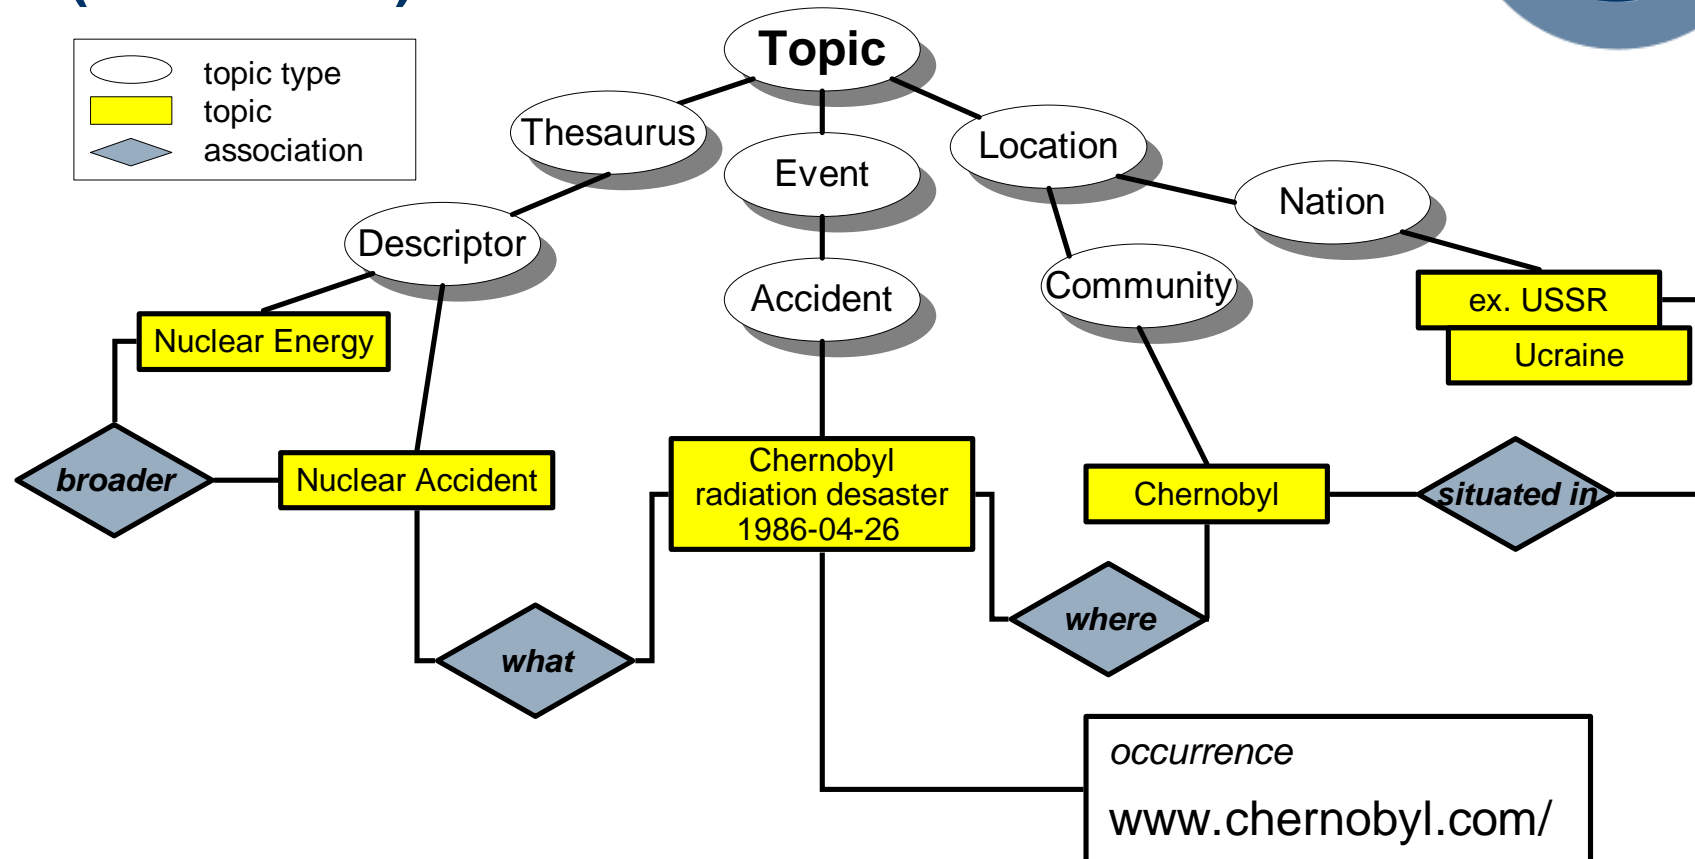 topic type
topic
association
Topic
Thesaurus
Event
Location
Nation
Descriptor
Accident
Community
Nuclear Energy
ex. USSR
Ucraine
broader
Nuclear Accident
Chernobyl
radiation desaster
1986-04-26
Chernobyl
situated in
what
where
occurrence
www.chernobyl.com/